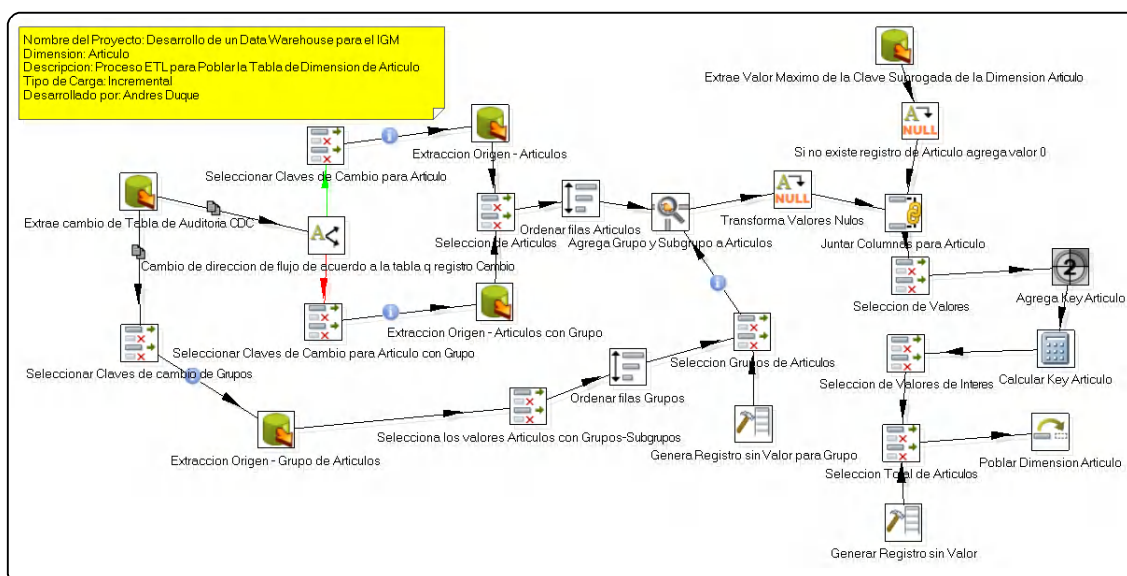 Nombre del Proyecto: Desarrollo de un Data Warehouse para el IGM
Dimension: Articulo
Descripcion: Proceso ETL para Poblar la Tabla de Dimension de Articulo
Tipo de Carga: Incremental
Desarrollado por: Andres Duque
Extrae Valor Maximo de la Clave Subrogada de la Dimension Articulo
NULL
Si no existe registro de Articulo agrega valor 0
Extraccion Origen - Articulos
Seleccionar Claves de Cambio para Articulo
Extrae cambio de Tabla de Auditoria CDC
Seleccion de Articulos
Ordenar filas Articulos
Agrega Grupo y Subgrupo a Articulos
NULL
Transforma Valores Nulos
Juntar Columnas para Articulo
Cambio de direccion de flujo de acuerdo a la tabla q registro Cambio
Seleccion de Valores
2
Agrega Key Articulo
Extraccion Origen - Articulos con Grupo
Seleccionar Claves de Cambio para Articulo con Grupo
Seleccionar Claves de cambio de Grupos
Seleccion Grupos de Articulos
Seleccion de Valores de Interes
Calcular Key Articulo
Ordenar filas Grupos
Selecciona los valores Articulos con Grupos-Subgrupos
Extraccion Origen - Grupo de Articulos
Genera Registro sin Valor para Grupo
Seleccion Total de Articulos
Poblar Dimension Articulo
Generar Registro sin Valor